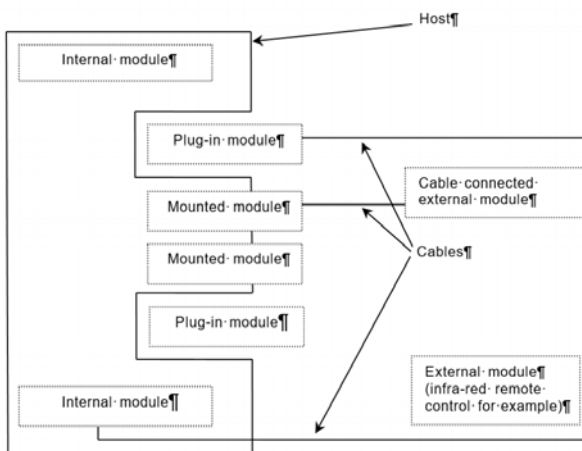 Host¶
Internal·module¶
Plug-in·module¶
Cable·connected·
external·module¶
Mounted·module¶
Mounted·module¶
Cables¶
Plug-in·module¶
External·module¶
(infra-red·remote·
control·for·example)¶
Internal·module¶